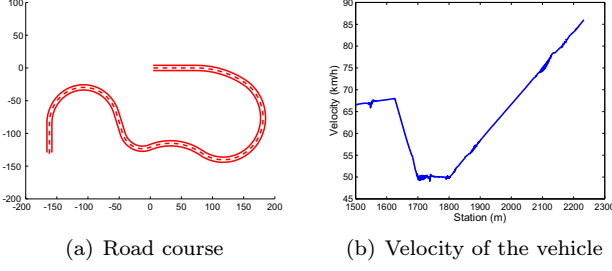 100
50
0
-50
-100
-150
-200
-200 -150 -100 -50 0 50 100 150 200
(a) Road course
90
85
80
75
70
65
60
55
50
45
Velocity (km/h)
1500 1600 1700 1800 1900 2000 2100 2200 2300
Station (m)
(b) Velocity of the vehicle